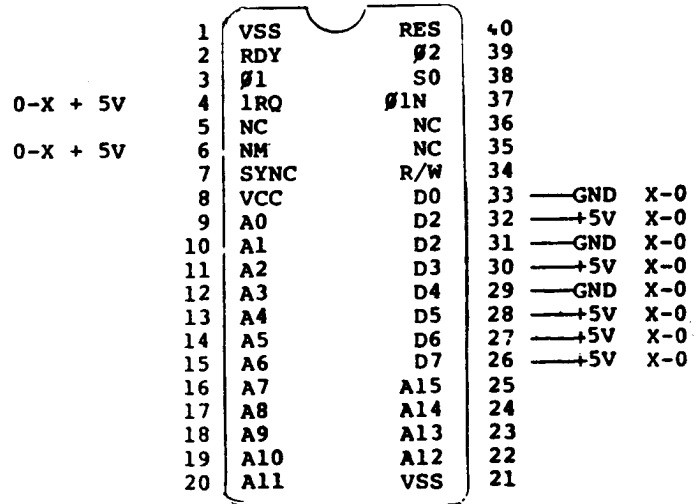 1 VSS RES 40
2 RDY Ø2 39
3 Ø1 S0 38
0-X + 5V 4 1RQ Ø1N 37
5 NC NC 36
0-X + 5V 6 NM NC 35
7 SYNC R/W 34
8 VCC D0 33 GND X-0
9 A0 D2 32 +5V X-0
10 A1 D2 31 GND X-0
11 A2 D3 30 +5V X-0
12 A3 D4 29 GND X-0
13 A4 D5 28 +5V X-0
14 A5 D6 27 +5V X-0
15 A6 D7 26 +5V X-0
16 A7 A15 25
17 A8 A14 24
18 A9 A13 23
19 A10 A12 22
20 A11 VSS 21